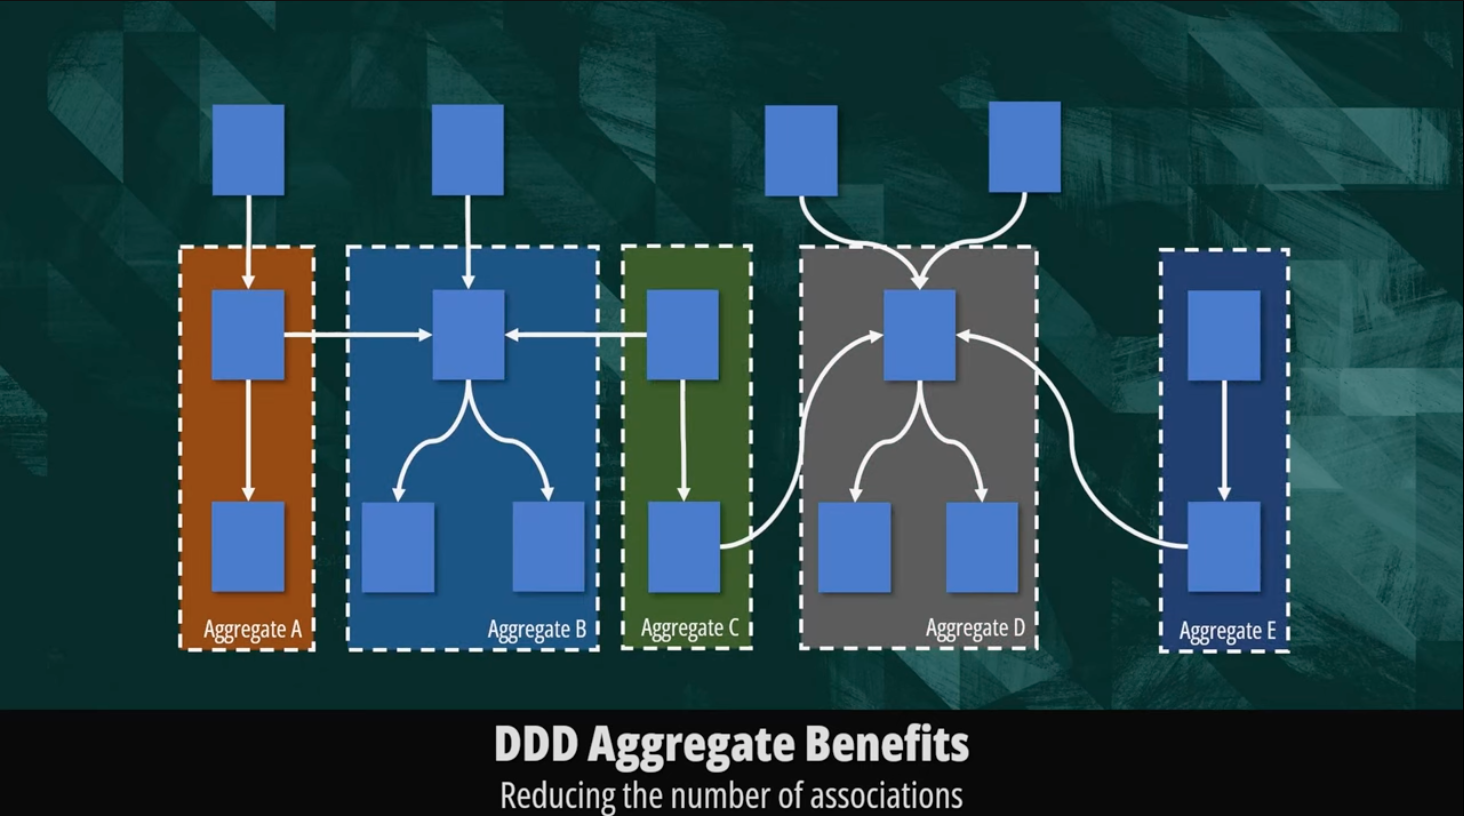 Aggregate A
Aggregate B
Aggregate C
Aggregate D
Aggregate E
DDD Aggregate Benefits
Reducing the number of associations